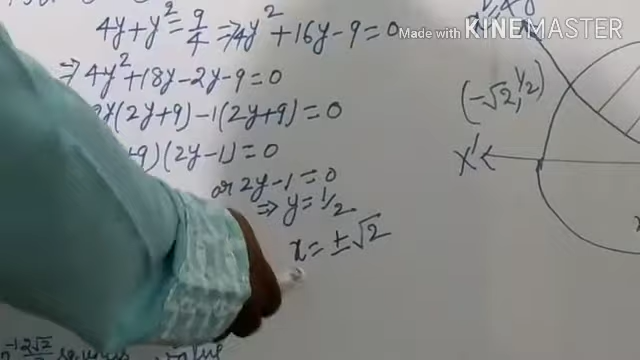 4y+y²=9/4 ⇒ 4y²+16y-9=0
⇒ 4y²+18y-2y-9=0
(2y+9)-1(2y+9)=0
+9)(2y-1)=0
or 2y-1=0
⇒ y=1/2
x=±√2
(-√2, 1/2)
X′
Made with KINEMASTER